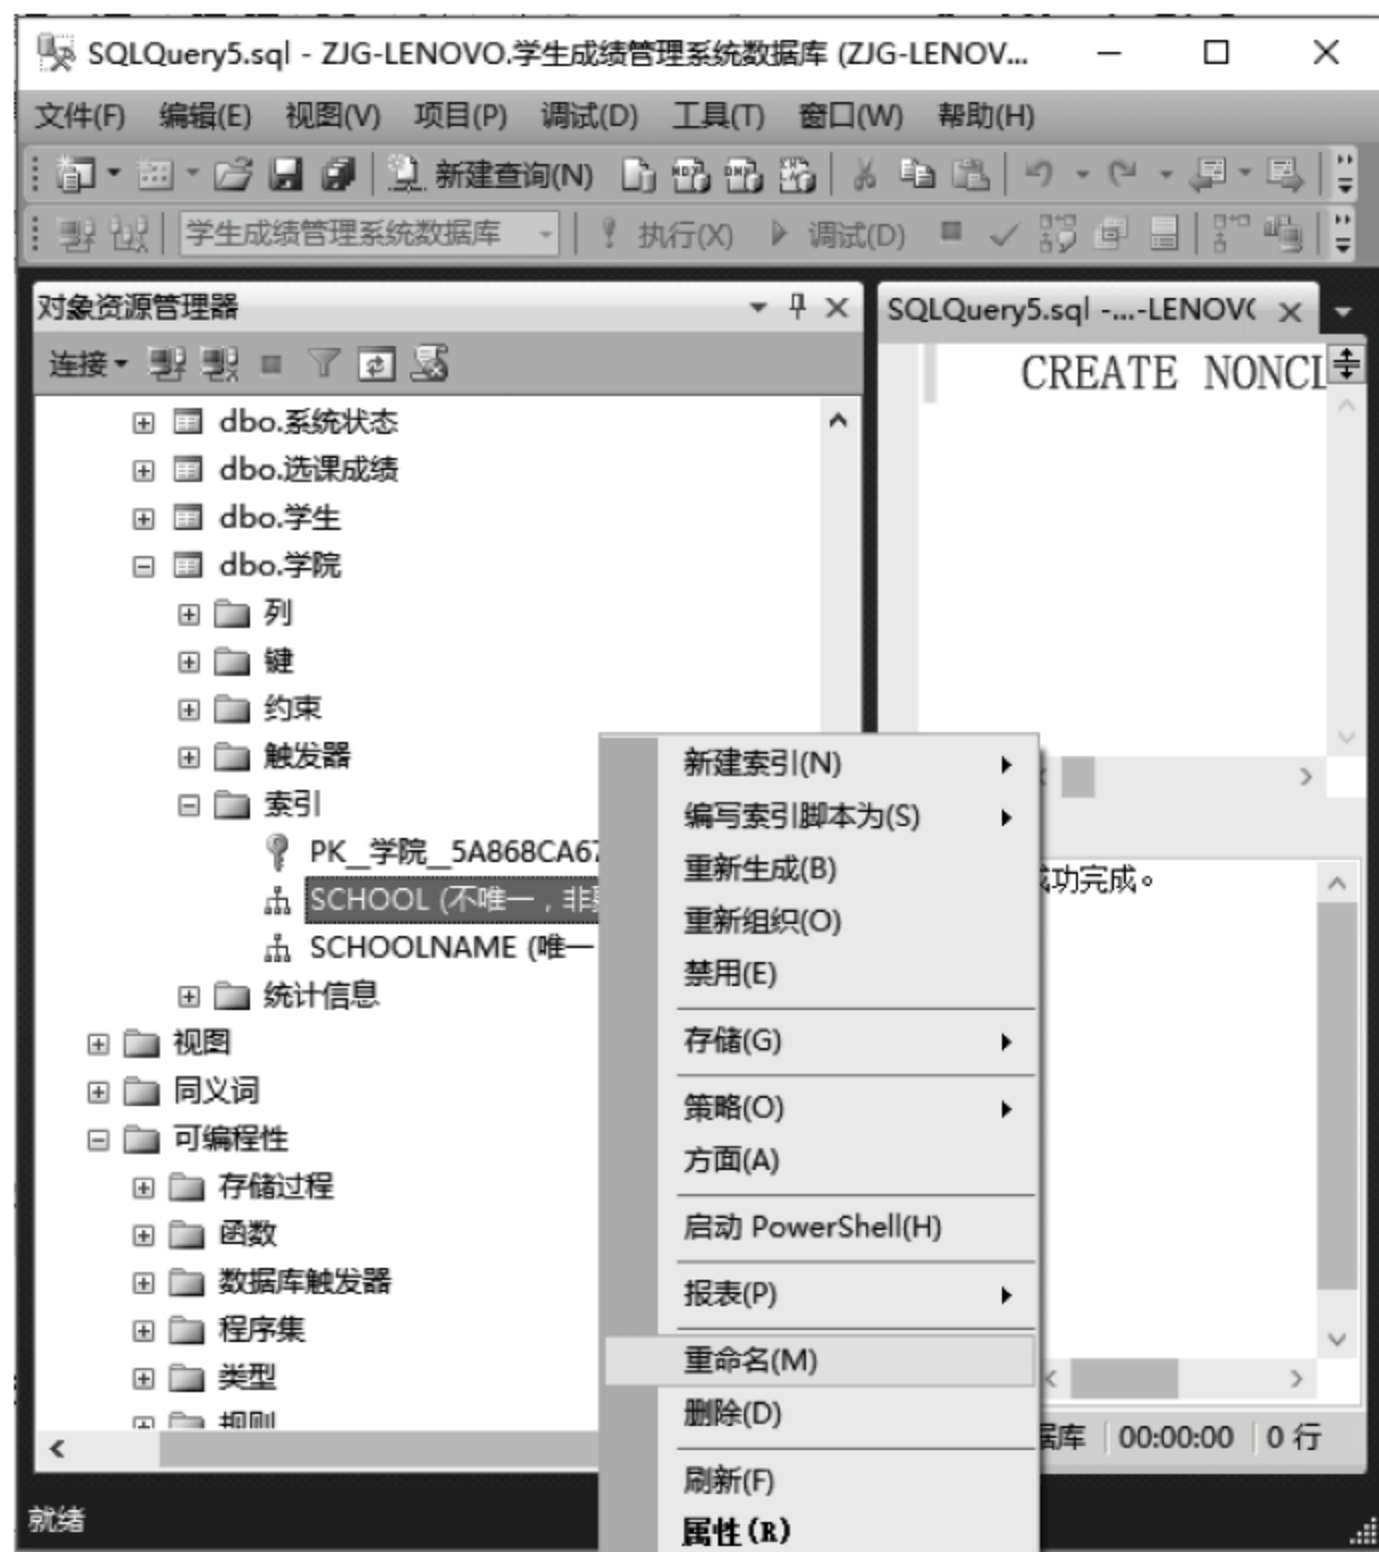 SQLQuery5.sql - ZJG-LENOVO.学生成绩管理系统数据库 (ZJG-LENOV...
文件(F) 编辑(E) 视图(V) 项目(P) 调试(D) 工具(T) 窗口(W) 帮助(H)
新建查询(N)
学生成绩管理系统数据库 执行(X) 调试(D)
对象资源管理器
连接
dbo.系统状态
dbo.选课成绩
dbo.学生
dbo.学院
列
键
约束
触发器
索引
PK__学院__5A868CA67
SCHOOL (不唯一，非
SCHOOLNAME (唯一
统计信息
视图
同义词
可编程性
存储过程
函数
数据库触发器
程序集
类型
规则
就绪
SQLQuery5.sql -...-LENOVO
CREATE NONCL
成功完成。
据库 00:00:00 0 行
新建索引(N)
编写索引脚本为(S)
重新生成(B)
重新组织(O)
禁用(E)
存储(G)
策略(O)
方面(A)
启动 PowerShell(H)
报表(P)
重命名(M)
删除(D)
刷新(F)
属性(R)